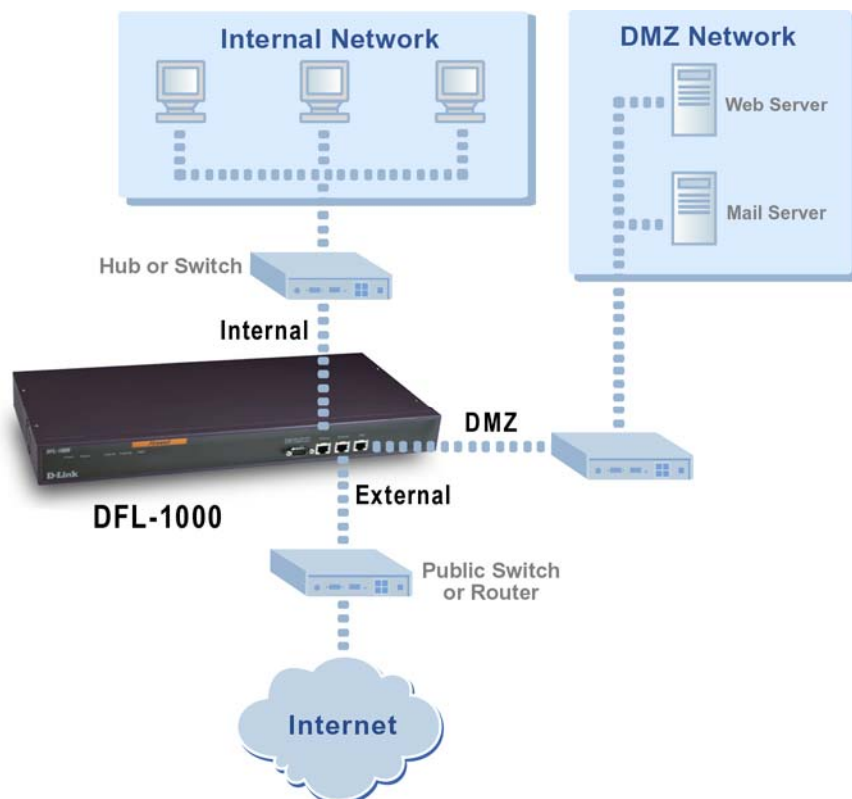 Internal Network
DMZ Network
Web Server
Mail Server
Hub or Switch
Internal
DMZ
D-Link
External
DFL-1000
Public Switch
or Router
Internet